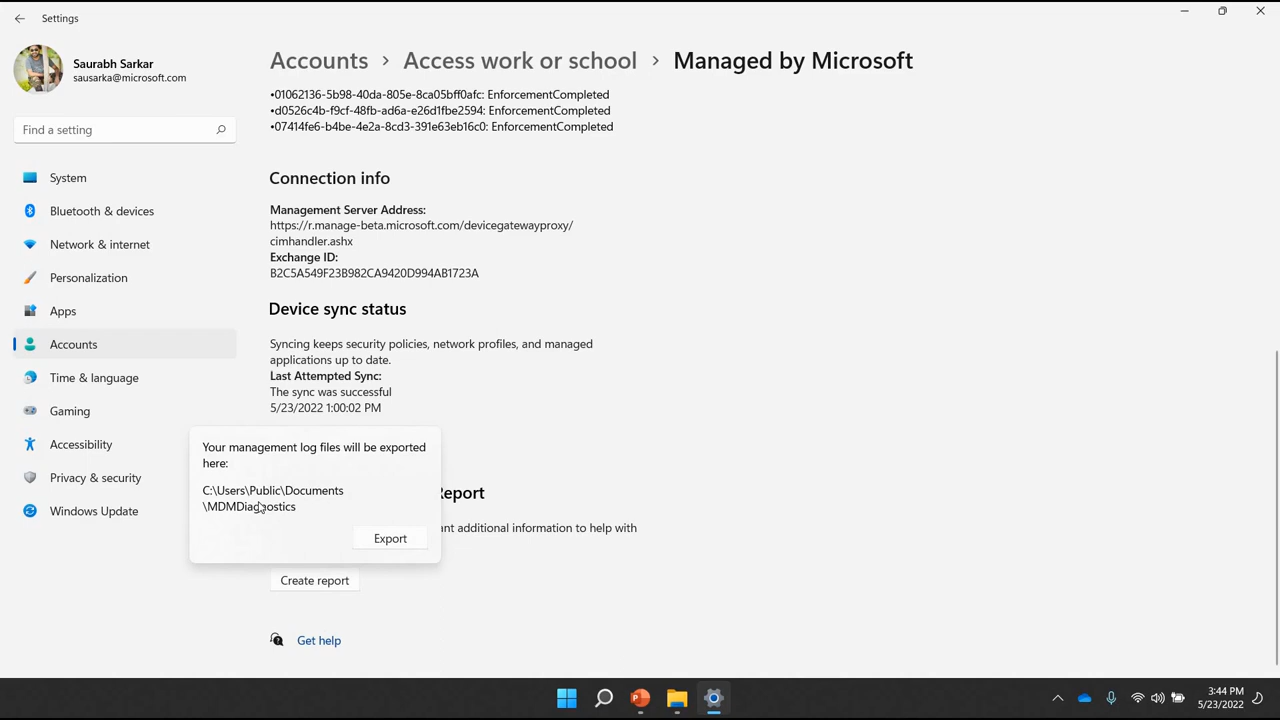 Settings
Saurabh Sarkar
sausarka@microsoft.com
Find a setting
System
Bluetooth & devices
Network & internet
Personalization
Apps
Accounts
Time & language
Gaming
Accessibility
Privacy & security
Windows Update
Accounts > Access work or school > Managed by Microsoft
•01062136-5b98-40da-805e-8ca05bff0afc: EnforcementCompleted
•d0526c4b-f9cf-48fb-ad6a-e26d1fbe2594: EnforcementCompleted
•07414fe6-b4be-4e2a-8cd3-391e63eb16c0: EnforcementCompleted
Connection info
Management Server Address:
https://r.manage-beta.microsoft.com/devicegatewayproxy/
cimhandler.ashx
Exchange ID:
B2C5A549F23B982CA9420D994AB1723A
Device sync status
Syncing keeps security policies, network profiles, and managed
applications up to date.
Last Attempted Sync:
The sync was successful
5/23/2022 1:00:02 PM
Your management log files will be exported
here:
C:\Users\Public\Documents
\MDMDiagnostics
Export
Report
additional information to help with
Create report
Get help
3:44 PM
5/23/2022